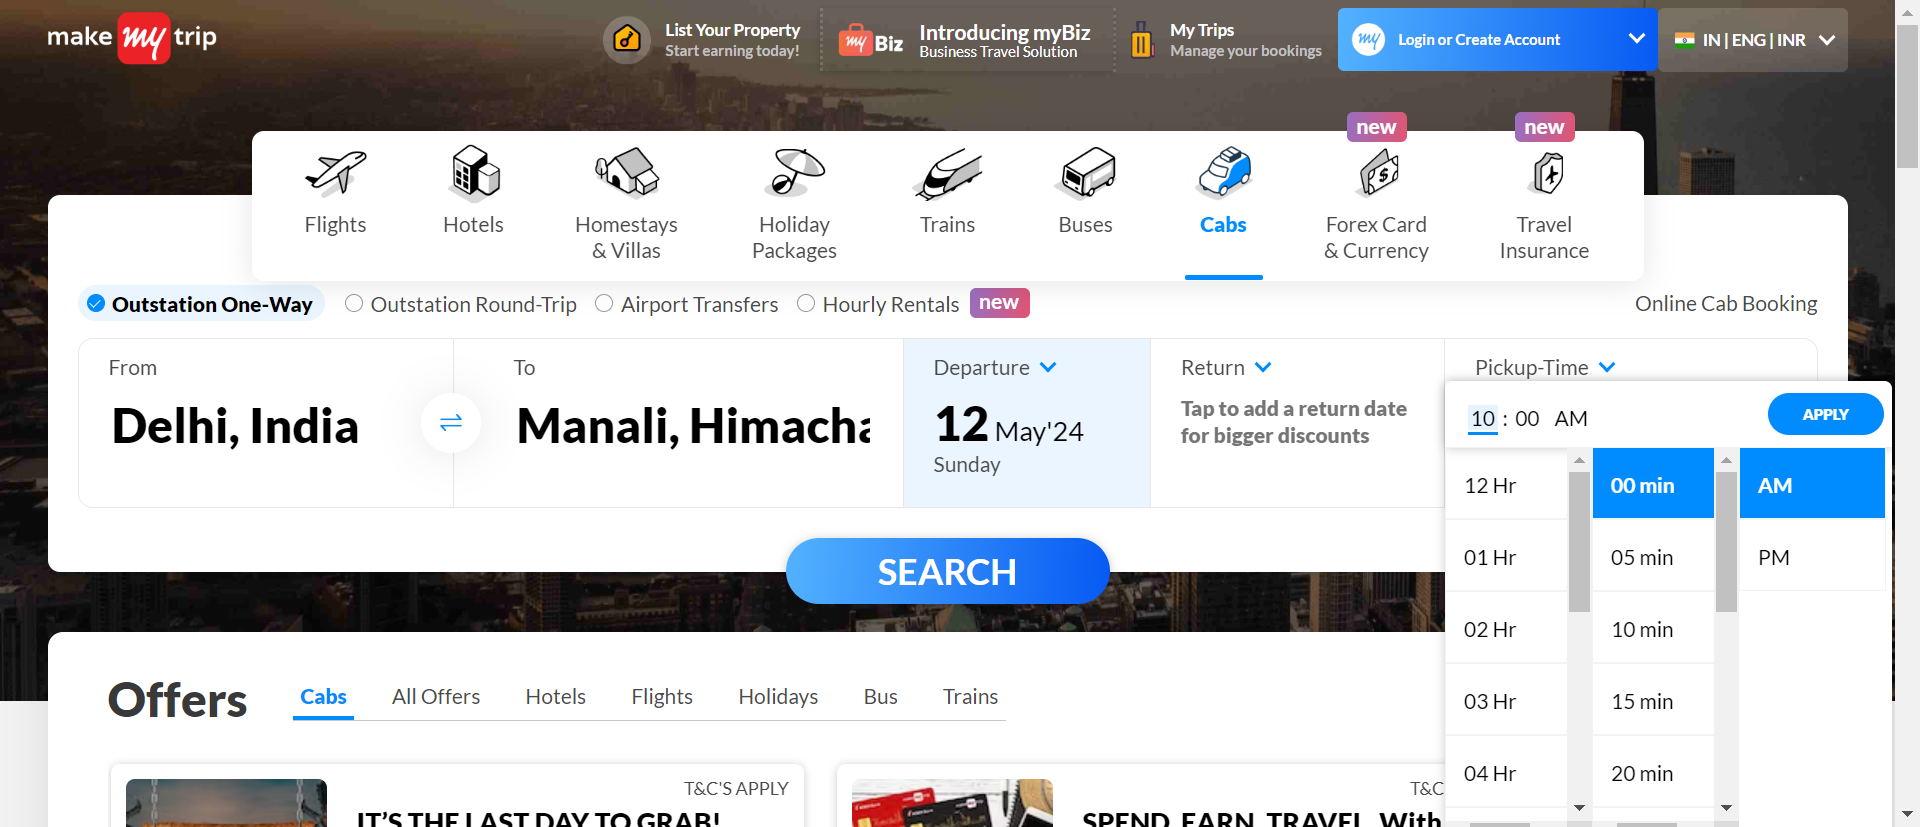 make my trip
List Your Property
Start earning today!
my Biz
Introducing myBiz
Business Travel Solution
My Trips
Manage your bookings
my
Login or Create Account
IN | ENG | INR
new
new
Flights
Hotels
Homestays
& Villas
Holiday
Packages
Trains
Buses
Cabs
Forex Card
& Currency
Travel
Insurance
Outstation One-Way
Outstation Round-Trip
Airport Transfers
Hourly Rentals
new
Online Cab Booking
From
Delhi, India
To
Manali, Himacha
Departure
12 May'24
Sunday
Return
Tap to add a return date
for bigger discounts
Pickup-Time
10 : 00 AM
APPLY
12 Hr
00 min
AM
01 Hr
05 min
PM
02 Hr
10 min
03 Hr
15 min
04 Hr
20 min
SEARCH
Offers
Cabs
All Offers
Hotels
Flights
Holidays
Bus
Trains
T&C'S APPLY
IT'S THE LAST DAY TO GRAB!
T&C
SPEND, EARN, TRAVEL. With